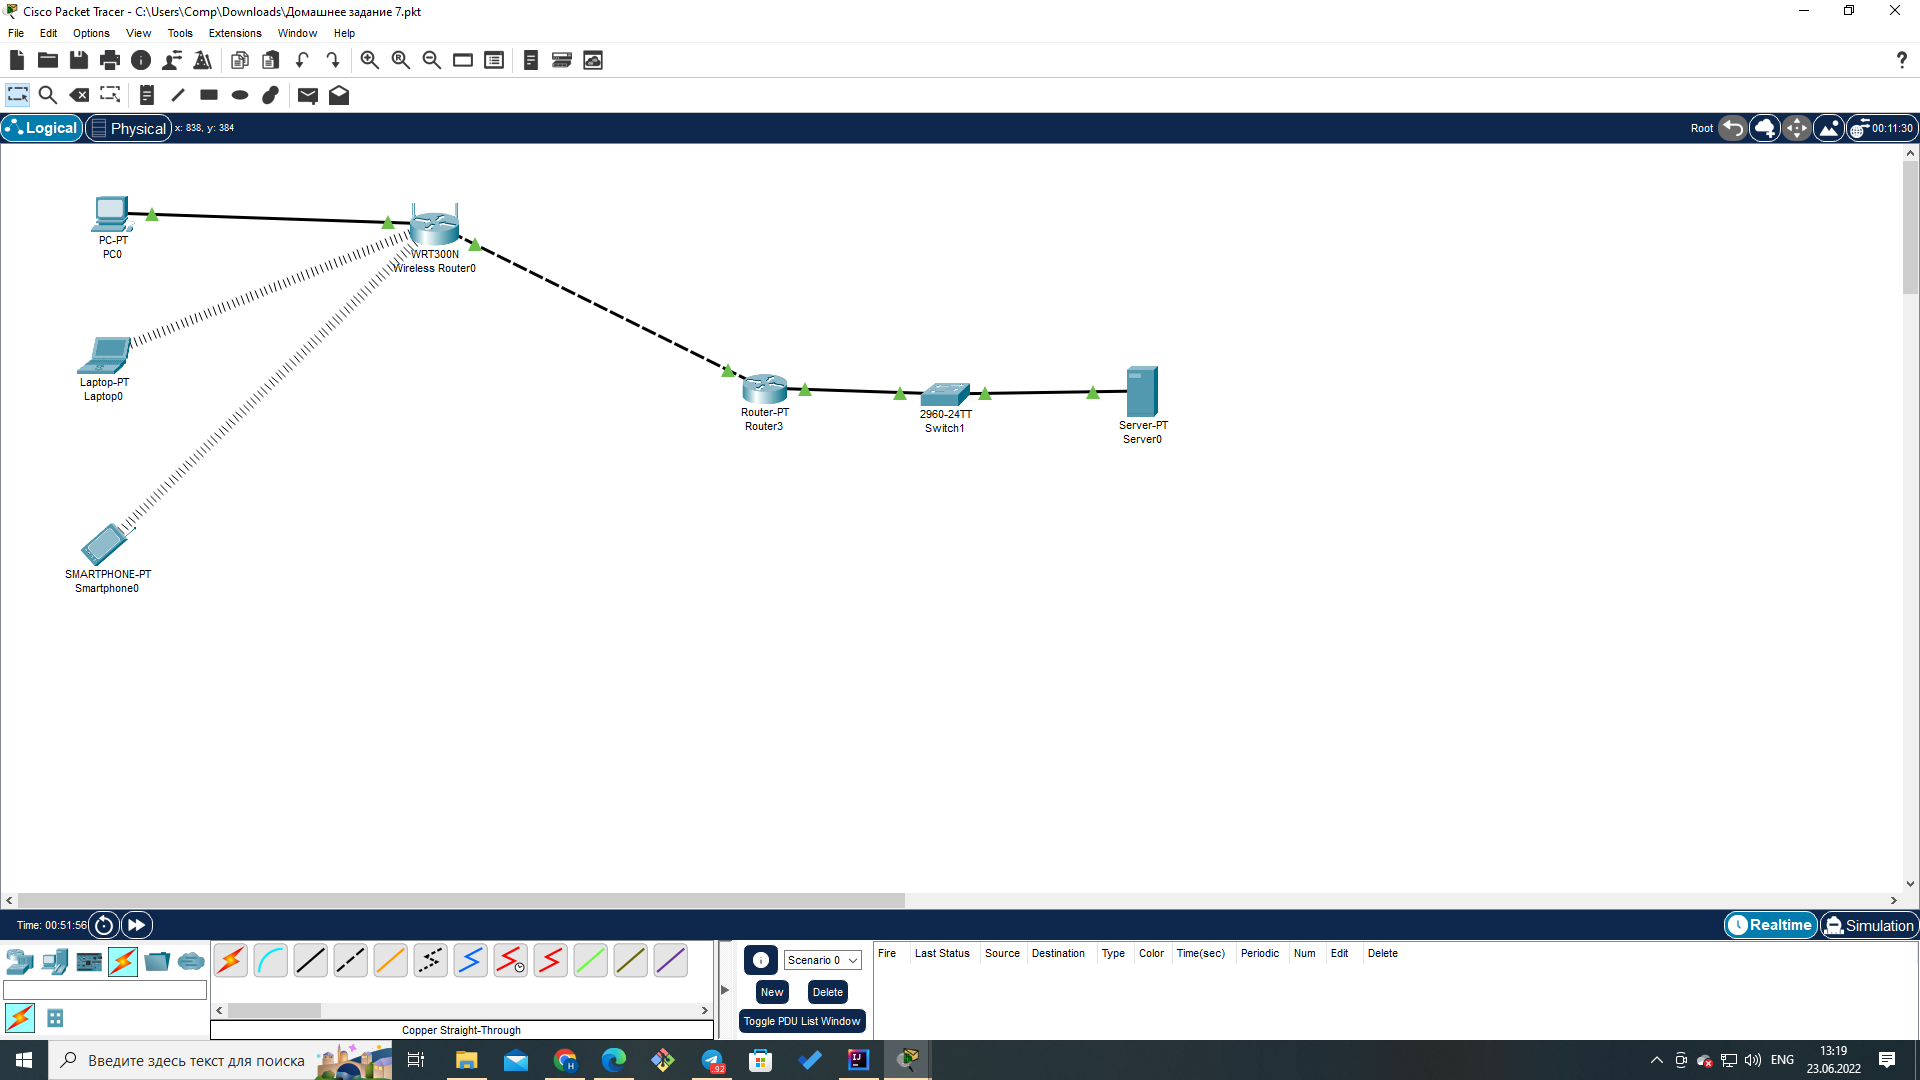 Cisco Packet Tracer - C:\Users\Comp\Downloads\Домашнее задание 7.pkt
File Edit Options View Tools Extensions Window Help
Logical Physical x: 838, y: 384 Root 00:11:30
PC-PT
PC0
WRT300N
Wireless Router0
Laptop-PT
Laptop0
Router-PT
Router3
2960-24TT
Switch1
Server-PT
Server0
SMARTPHONE-PT
Smartphone0
Time: 00:51:56 Realtime Simulation
Scenario 0
New Delete
Toggle PDU List Window
Fire Last Status Source Destination Type Color Time(sec) Periodic Num Edit Delete
Copper Straight-Through
Введите здесь текст для поиска
92
IJ
ENG
13:19
23.06.2022